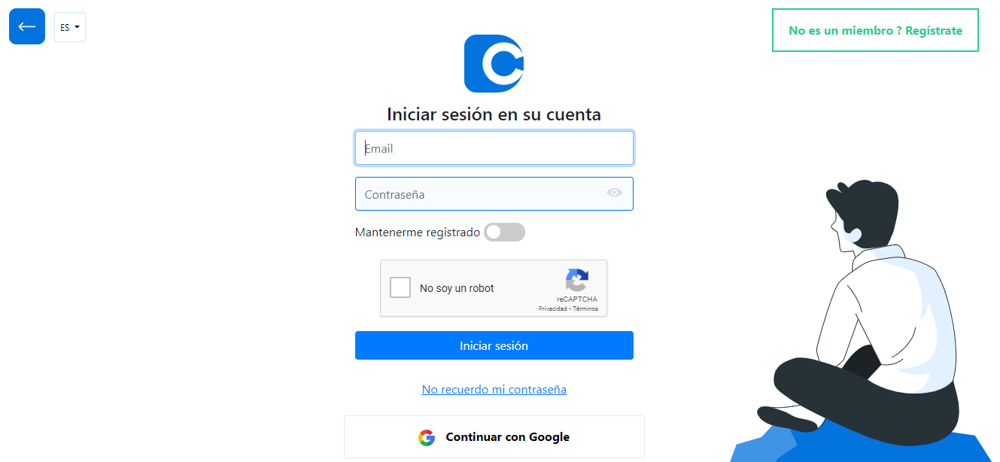 ES
No es un miembro ? Regístrate
Iniciar sesión en su cuenta
Email
Contraseña
Mantenerme registrado
No soy un robot
reCAPTCHA
Privacidad - Términos
Iniciar sesión
No recuerdo mi contraseña
Continuar con Google